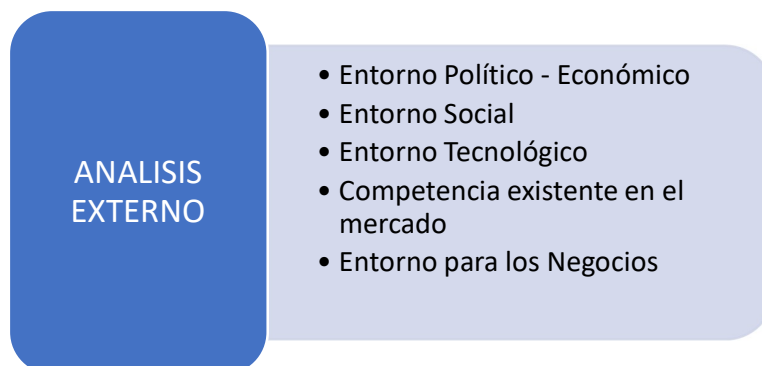 ANALISIS
EXTERNO
• Entorno Político - Económico
• Entorno Social
• Entorno Tecnológico
• Competencia existente en el
mercado
• Entorno para los Negocios